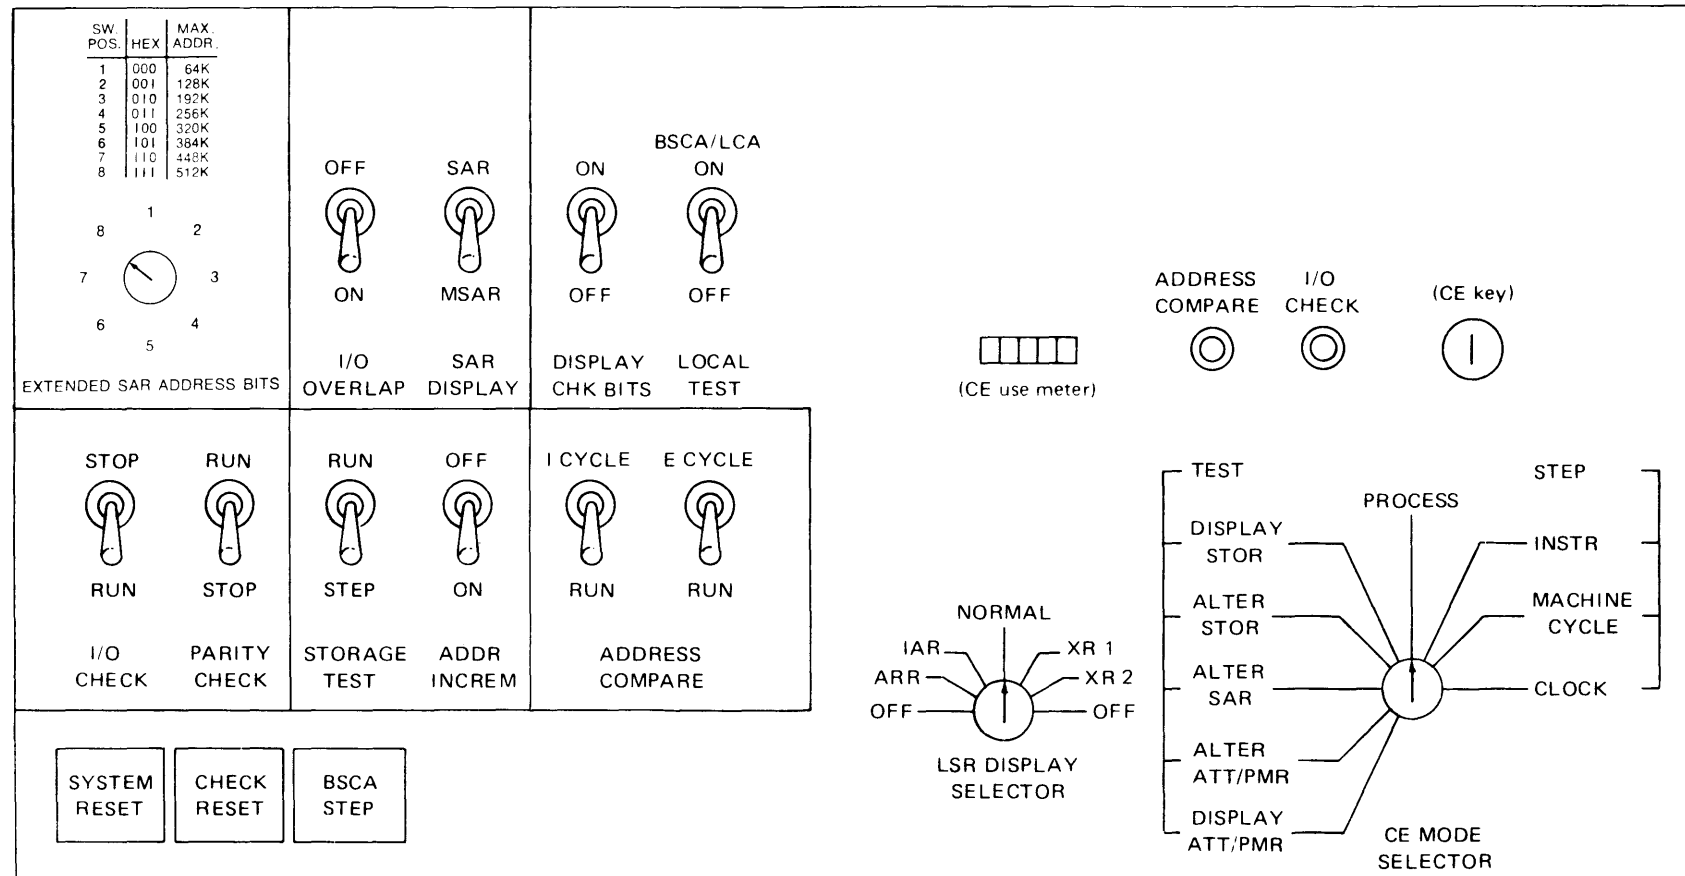 SW. POS. HEX MAX. ADDR.
1 000 64K
2 001 128K
3 010 192K
4 011 256K
5 100 320K
6 101 384K
7 110 448K
8 111 512K
1
8 2
7 3
6 4
5
EXTENDED SAR ADDRESS BITS
OFF
ON
I/O
OVERLAP
SAR
MSAR
SAR
DISPLAY
ON
OFF
DISPLAY
CHK BITS
BSCA/LCA
ON
OFF
LOCAL
TEST
(CE use meter)
ADDRESS
COMPARE
I/O
CHECK
(CE key)
STOP
RUN
I/O
CHECK
RUN
STOP
PARITY
CHECK
RUN
STEP
STORAGE
TEST
OFF
ON
ADDR
INCREM
I CYCLE
RUN
E CYCLE
RUN
ADDRESS
COMPARE
SYSTEM
RESET
CHECK
RESET
BSCA
STEP
NORMAL
IAR
ARR
OFF
XR 1
XR 2
OFF
LSR DISPLAY
SELECTOR
TEST
DISPLAY
STOR
ALTER
STOR
ALTER
SAR
ALTER
ATT/PMR
DISPLAY
ATT/PMR
PROCESS
STEP
INSTR
MACHINE
CYCLE
CLOCK
CE MODE
SELECTOR